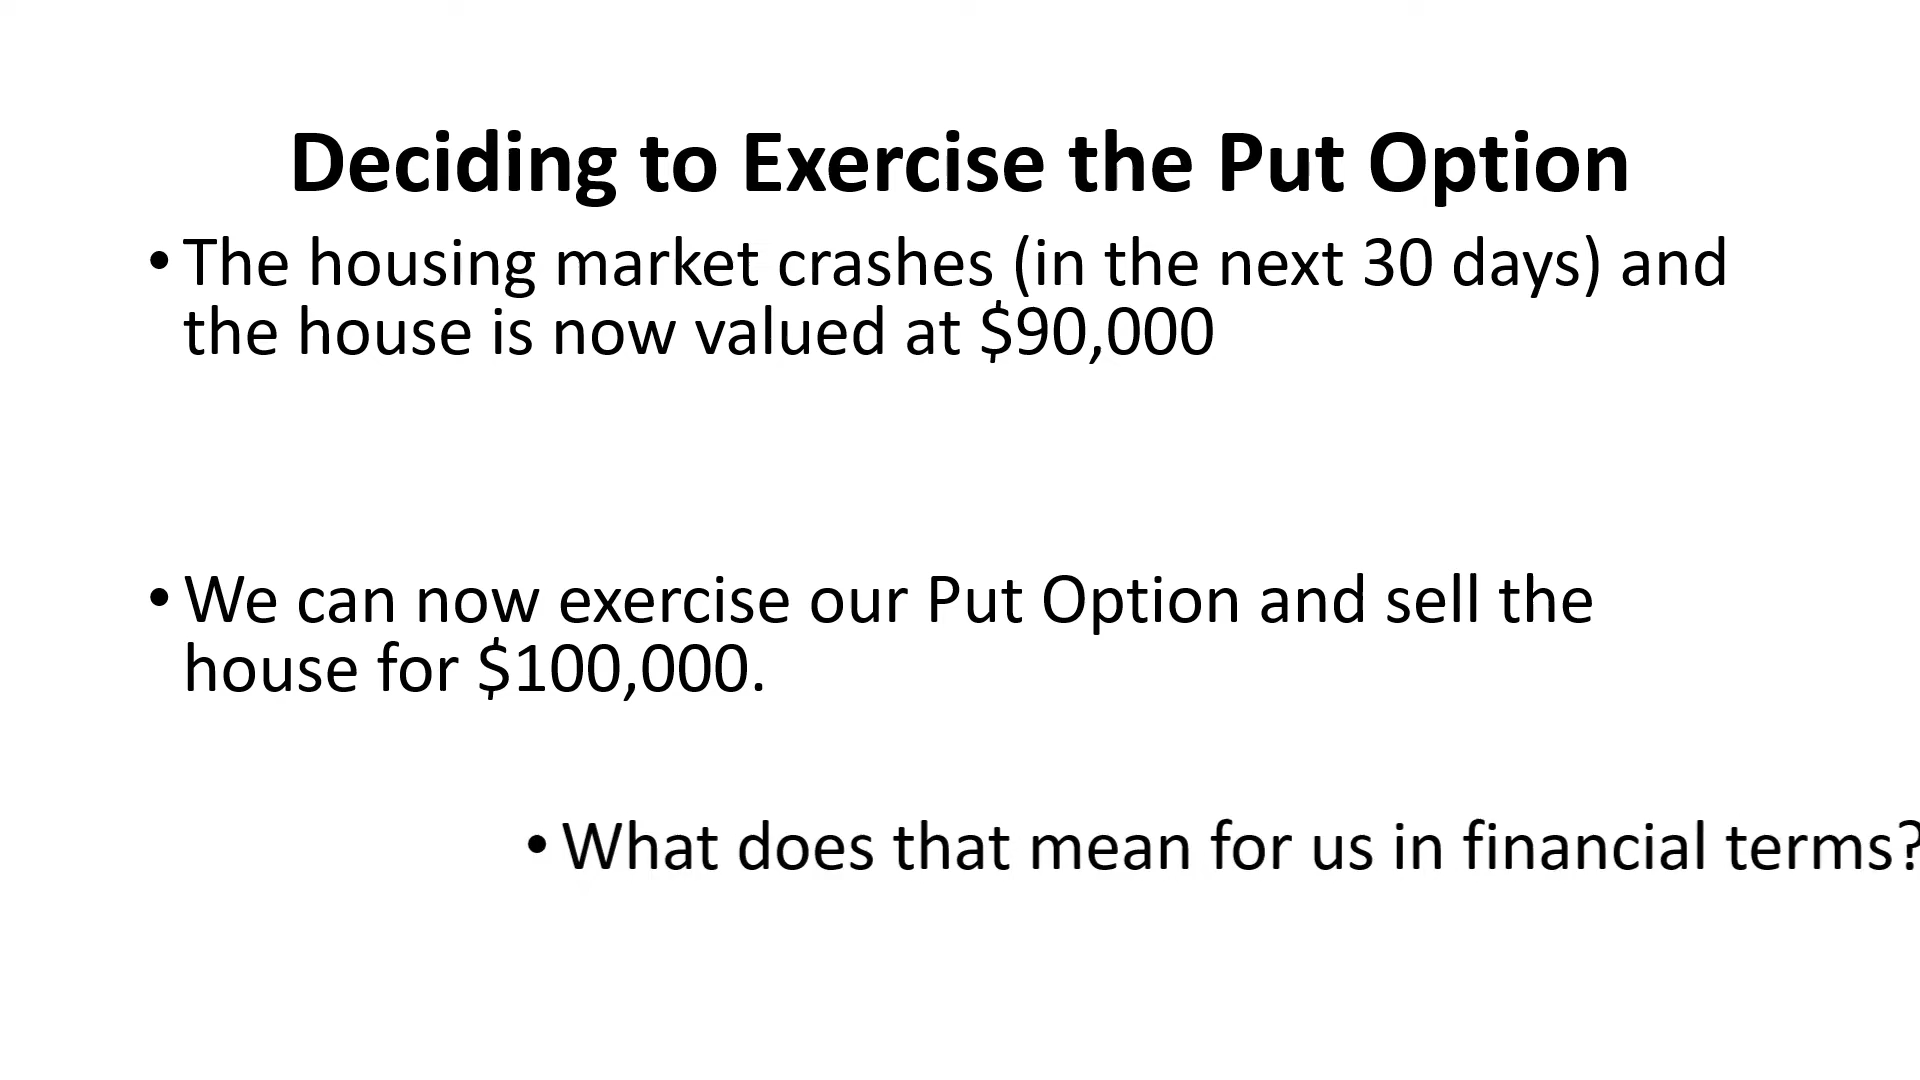 Deciding to Exercise the Put Option
• The housing market crashes (in the next 30 days) and
the house is now valued at $90,000
• We can now exercise our Put Option and sell the
house for $100,000.
• What does that mean for us in financial terms?